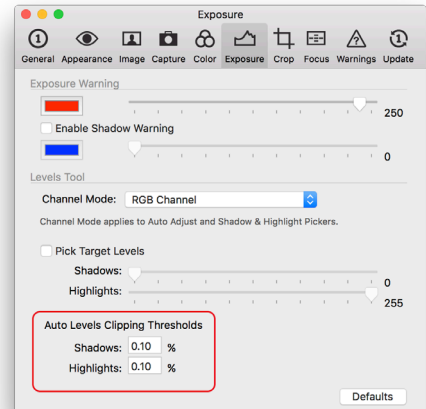 Exposure
General Appearance Image Capture Color Exposure Crop Focus Warnings Update
Exposure Warning
250
Enable Shadow Warning
0
Levels Tool
Channel Mode: RGB Channel
Channel Mode applies to Auto Adjust and Shadow & Highlight Pickers.
Pick Target Levels
Shadows: 0
Highlights: 255
Auto Levels Clipping Thresholds
Shadows: 0.10 %
Highlights: 0.10 %
Defaults